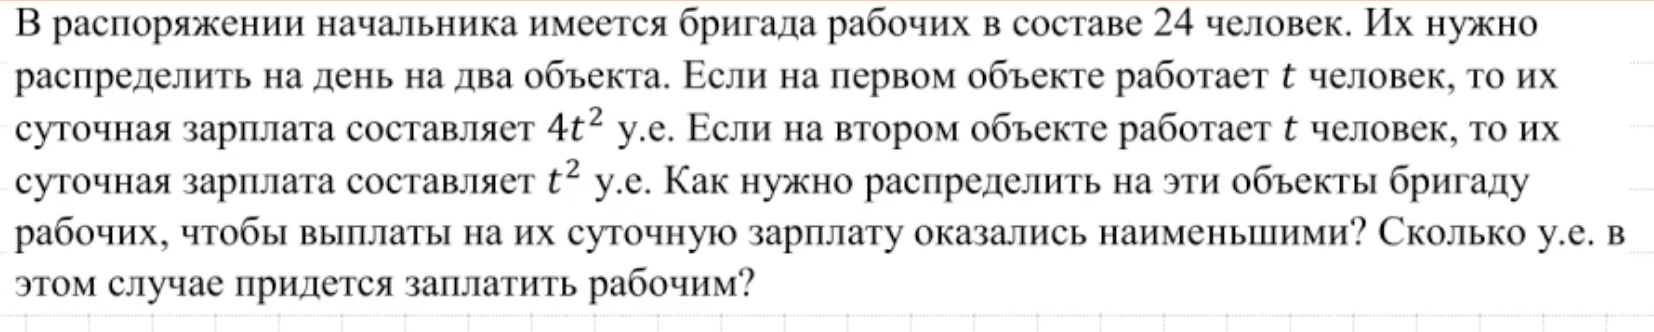 В распоряжении начальника имеется бригада рабочих в составе 24 человек. Их нужно
распределить на день на два объекта. Если на первом объекте работает t человек, то их
суточная зарплата составляет 4t² у.е. Если на втором объекте работает t человек, то их
суточная зарплата составляет t² у.е. Как нужно распределить на эти объекты бригаду
рабочих, чтобы выплаты на их суточную зарплату оказались наименьшими? Сколько у.е. в
этом случае придется заплатить рабочим?